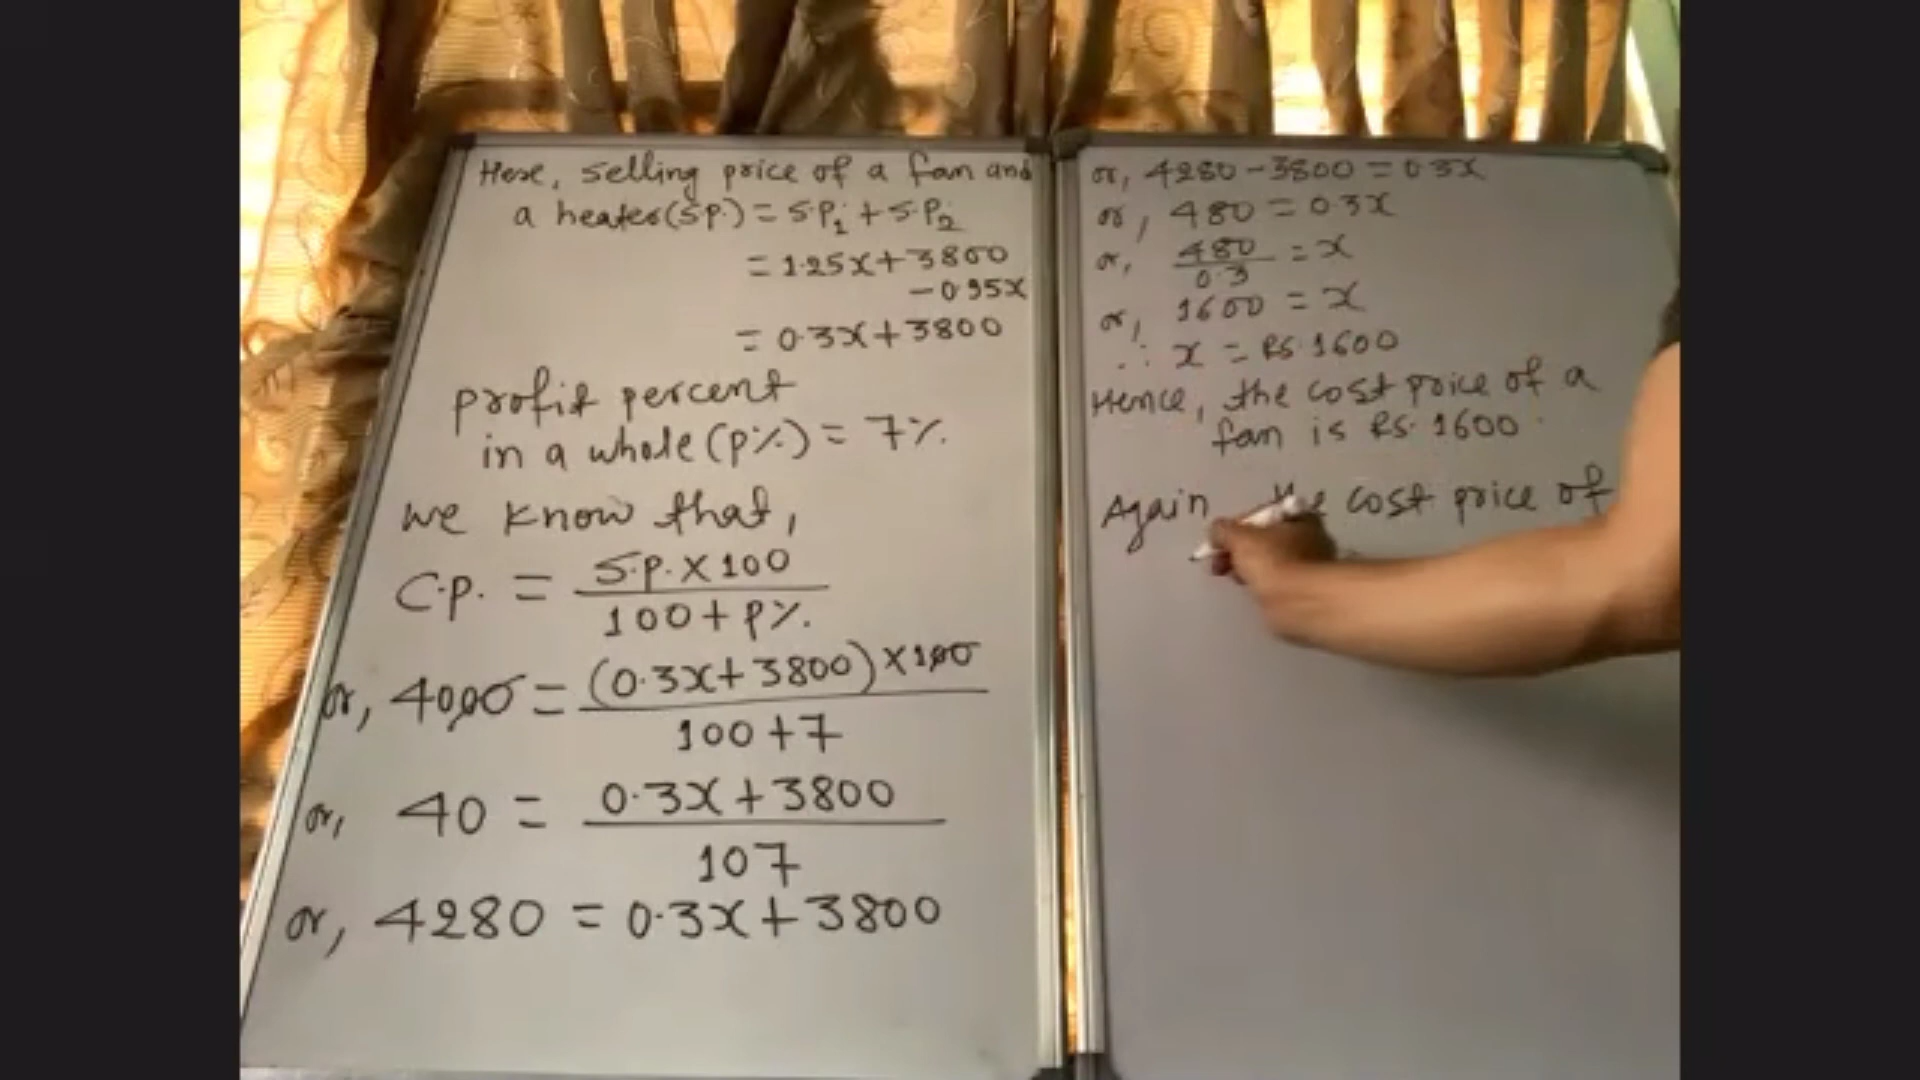 Here, selling price of a fan and
a heater (S.P.) = S.P₁ + S.P₂
= 1.25x + 3800
- 0.95x
= 0.3x + 3800
profit percent
in a whole (p%) = 7%
we know that,
C.P. = S.P. × 100
100 + P%
or, 4000 = (0.3x + 3800) × 100
100 + 7
or, 40 = 0.3x + 3800
107
or, 4280 = 0.3x + 3800
or, 4280 - 3800 = 0.3x
or, 480 = 0.3x
or, 480 = x
0.3
or, 1600 = x
∴ x = Rs. 1600
Hence, the cost price of a
fan is Rs. 1600.
Again, the cost price of